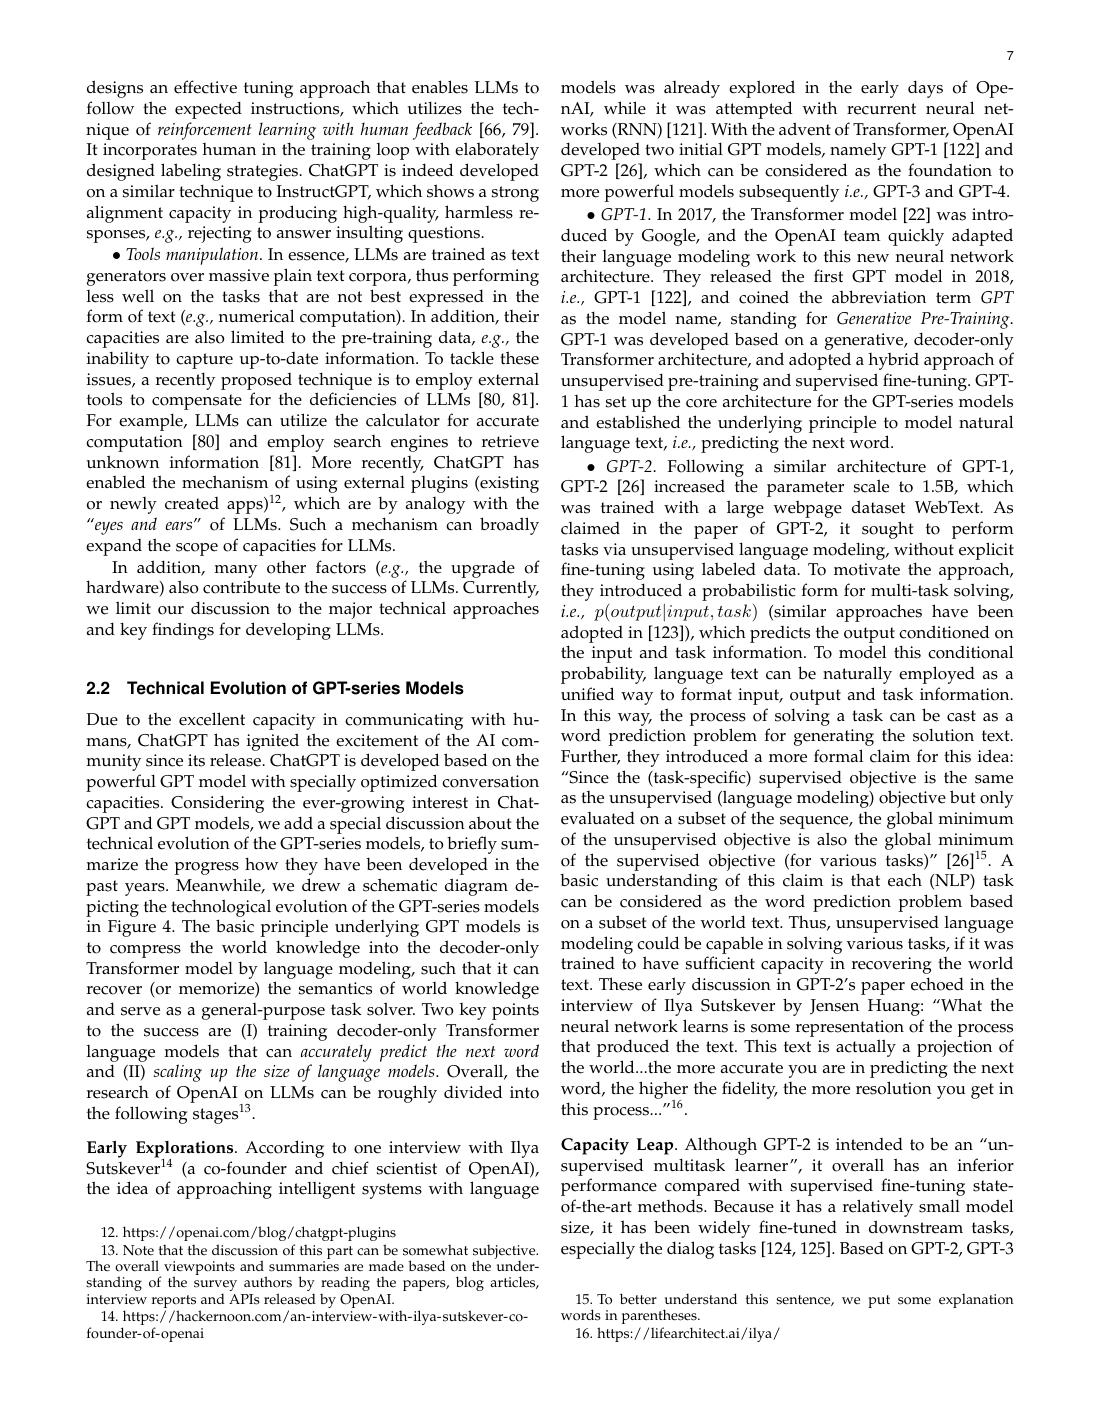 7
designs an effective tuning approach that enables LLMs to
follow the expected instructions, which utilizes the tech-
nique of reinforcement learning with human feedback [66, 79].
It incorporates human in the training loop with elaborately
designed labeling strategies. ChatGPT is indeed developed
on a similar technique to InstructGPT, which shows a strong
alignment capacity in producing high-quality, harmless re-
sponses, e.g., rejecting to answer insulting questions.
• Tools manipulation. In essence, LLMs are trained as text
generators over massive plain text corpora, thus performing
less well on the tasks that are not best expressed in the
form of text (e.g., numerical computation). In addition, their
capacities are also limited to the pre-training data, e.g., the
inability to capture up-to-date information. To tackle these
issues, a recently proposed technique is to employ external
tools to compensate for the deficiencies of LLMs [80, 81].
For example, LLMs can utilize the calculator for accurate
computation [80] and employ search engines to retrieve
unknown information [81]. More recently, ChatGPT has
enabled the mechanism of using external plugins (existing
or newly created apps)12, which are by analogy with the
“eyes and ears” of LLMs. Such a mechanism can broadly
expand the scope of capacities for LLMs.
In addition, many other factors (e.g., the upgrade of
hardware) also contribute to the success of LLMs. Currently,
we limit our discussion to the major technical approaches
and key findings for developing LLMs.
2.2 Technical Evolution of GPT-series Models
Due to the excellent capacity in communicating with hu-
mans, ChatGPT has ignited the excitement of the AI com-
munity since its release. ChatGPT is developed based on the
powerful GPT model with specially optimized conversation
capacities. Considering the ever-growing interest in Chat-
GPT and GPT models, we add a special discussion about the
technical evolution of the GPT-series models, to briefly sum-
marize the progress how they have been developed in the
past years. Meanwhile, we drew a schematic diagram de-
picting the technological evolution of the GPT-series models
in Figure 4. The basic principle underlying GPT models is
to compress the world knowledge into the decoder-only
Transformer model by language modeling, such that it can
recover (or memorize) the semantics of world knowledge
and serve as a general-purpose task solver. Two key points
to the success are (I) training decoder-only Transformer
language models that can accurately predict the next word
and (II) scaling up the size of language models. Overall, the
research of OpenAI on LLMs can be roughly divided into
the following stages13.
Early Explorations. According to one interview with Ilya
Sutskever14 (a co-founder and chief scientist of OpenAI),
the idea of approaching intelligent systems with language
12. https://openai.com/blog/chatgpt-plugins
13. Note that the discussion of this part can be somewhat subjective.
The overall viewpoints and summaries are made based on the under-
standing of the survey authors by reading the papers, blog articles,
interview reports and APIs released by OpenAI.
14. https://hackernoon.com/an-interview-with-ilya-sutskever-co-
founder-of-openai
models was already explored in the early days of Ope-
nAI, while it was attempted with recurrent neural net-
works (RNN) [121]. With the advent of Transformer, OpenAI
developed two initial GPT models, namely GPT-1 [122] and
GPT-2 [26], which can be considered as the foundation to
more powerful models subsequently i.e., GPT-3 and GPT-4.
• GPT-1. In 2017, the Transformer model [22] was intro-
duced by Google, and the OpenAI team quickly adapted
their language modeling work to this new neural network
architecture. They released the first GPT model in 2018,
i.e., GPT-1 [122], and coined the abbreviation term GPT
as the model name, standing for Generative Pre-Training.
GPT-1 was developed based on a generative, decoder-only
Transformer architecture, and adopted a hybrid approach of
unsupervised pre-training and supervised fine-tuning. GPT-
1 has set up the core architecture for the GPT-series models
and established the underlying principle to model natural
language text, i.e., predicting the next word.
• GPT-2. Following a similar architecture of GPT-1,
GPT-2 [26] increased the parameter scale to 1.5B, which
was trained with a large webpage dataset WebText. As
claimed in the paper of GPT-2, it sought to perform
tasks via unsupervised language modeling, without explicit
fine-tuning using labeled data. To motivate the approach,
they introduced a probabilistic form for multi-task solving,
i.e., p(output|input, task) (similar approaches have been
adopted in [123]), which predicts the output conditioned on
the input and task information. To model this conditional
probability, language text can be naturally employed as a
unified way to format input, output and task information.
In this way, the process of solving a task can be cast as a
word prediction problem for generating the solution text.
Further, they introduced a more formal claim for this idea:
“Since the (task-specific) supervised objective is the same
as the unsupervised (language modeling) objective but only
evaluated on a subset of the sequence, the global minimum
of the unsupervised objective is also the global minimum
of the supervised objective (for various tasks)” [26]15. A
basic understanding of this claim is that each (NLP) task
can be considered as the word prediction problem based
on a subset of the world text. Thus, unsupervised language
modeling could be capable in solving various tasks, if it was
trained to have sufficient capacity in recovering the world
text. These early discussion in GPT-2’s paper echoed in the
interview of Ilya Sutskever by Jensen Huang: “What the
neural network learns is some representation of the process
that produced the text. This text is actually a projection of
the world...the more accurate you are in predicting the next
word, the higher the fidelity, the more resolution you get in
this process...”16.
Capacity Leap. Although GPT-2 is intended to be an “un-
supervised multitask learner”, it overall has an inferior
performance compared with supervised fine-tuning state-
of-the-art methods. Because it has a relatively small model
size, it has been widely fine-tuned in downstream tasks,
especially the dialog tasks [124, 125]. Based on GPT-2, GPT-3
15. To better understand this sentence, we put some explanation
words in parentheses.
16. https://lifearchitect.ai/ilya/